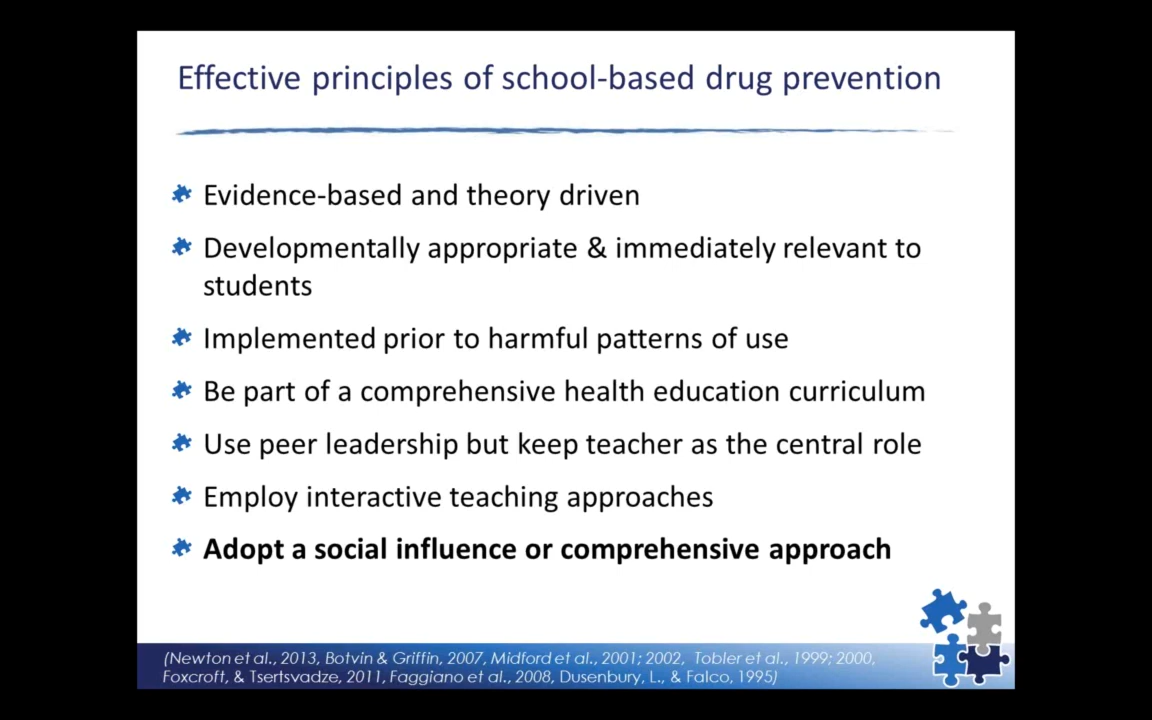 Effective principles of school-based drug prevention
Evidence-based and theory driven
Developmentally appropriate & immediately relevant to
students
Implemented prior to harmful patterns of use
Be part of a comprehensive health education curriculum
Use peer leadership but keep teacher as the central role
Employ interactive teaching approaches
Adopt a social influence or comprehensive approach
(Newton et al., 2013, Botvin & Griffin, 2007, Midford et al., 2001; 2002, Tobler et al., 1999; 2000,
Foxcroft, & Tsertsvadze, 2011, Faggiano et al., 2008, Dusenbury, L., & Falco, 1995)